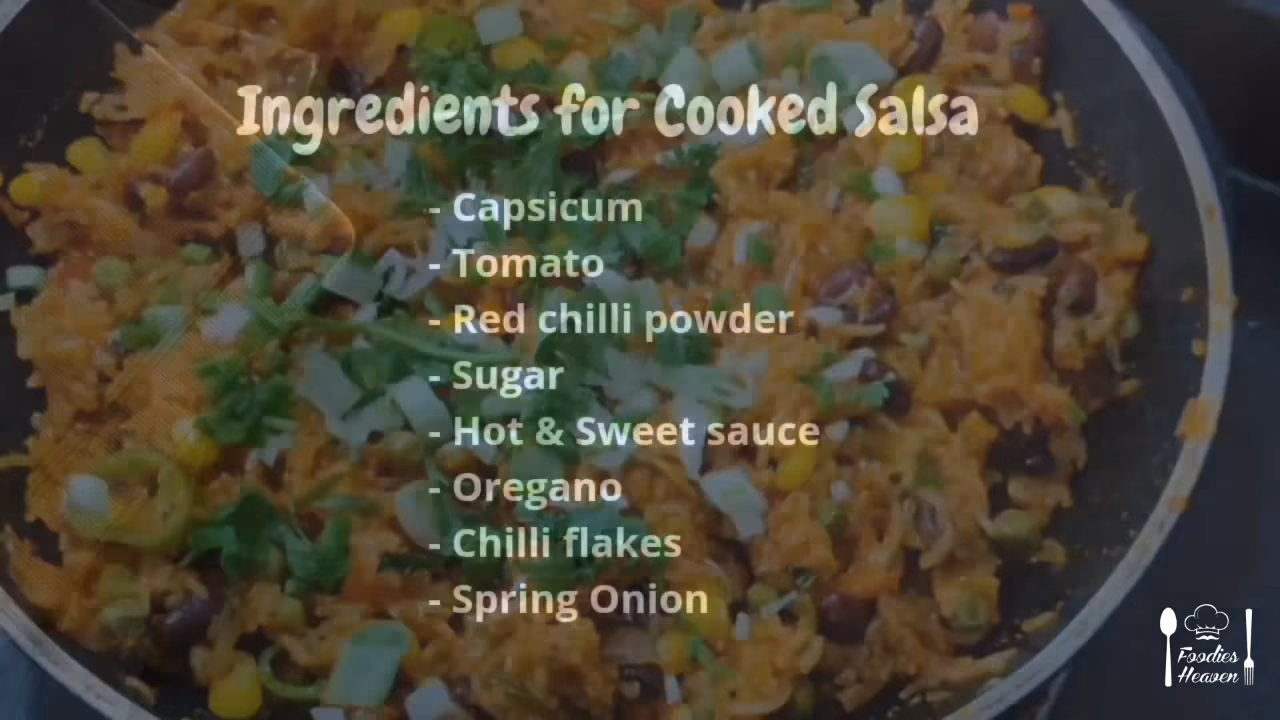 Ingredients for Cooked Salsa
- Capsicum
- Tomato
- Red chilli powder
- Sugar
- Hot & Sweet sauce
- Oregano
- Chilli flakes
- Spring Onion
Foodies
Heaven